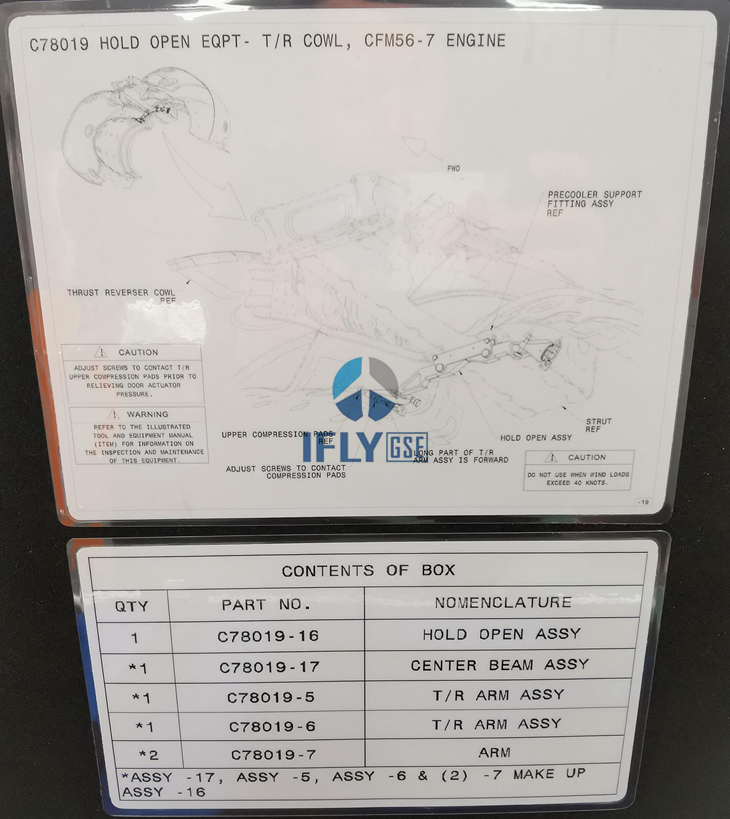 C78019 HOLD OPEN EQPT- T/R COWL, CFM56-7 ENGINE
FWD
PRECOOLER SUPPORT
FITTING ASSY
REF
THRUST REVERSER COWL
REF
CAUTION
ADJUST SCREWS TO CONTACT T/R
UPPER COMPRESSION PADS PRIOR TO
RELIEVING DOOR ACTUATOR
PRESSURE.
WARNING
REFER TO THE ILLUSTRATED
TOOL AND EQUIPMENT MANUAL
(ITEM) FOR INFORMATION ON
THE INSPECTION AND MAINTENANCE
OF THIS EQUIPMENT.
UPPER COMPRESSION PADS
REF
ADJUST SCREWS TO CONTACT
COMPRESSION PADS
IFLY GSE
LONG PART OF T/R
ARM ASSY IS FORWARD
HOLD OPEN ASSY
STRUT
REF
CAUTION
DO NOT USE WHEN WIND LOADS
EXCEED 40 KNOTS.
-19
CONTENTS OF BOX
QTY PART NO. NOMENCLATURE
1 C78019-16 HOLD OPEN ASSY
*1 C78019-17 CENTER BEAM ASSY
*1 C78019-5 T/R ARM ASSY
*1 C78019-6 T/R ARM ASSY
*2 C78019-7 ARM
*ASSY -17, ASSY -5, ASSY -6 & (2) -7 MAKE UP
ASSY -16